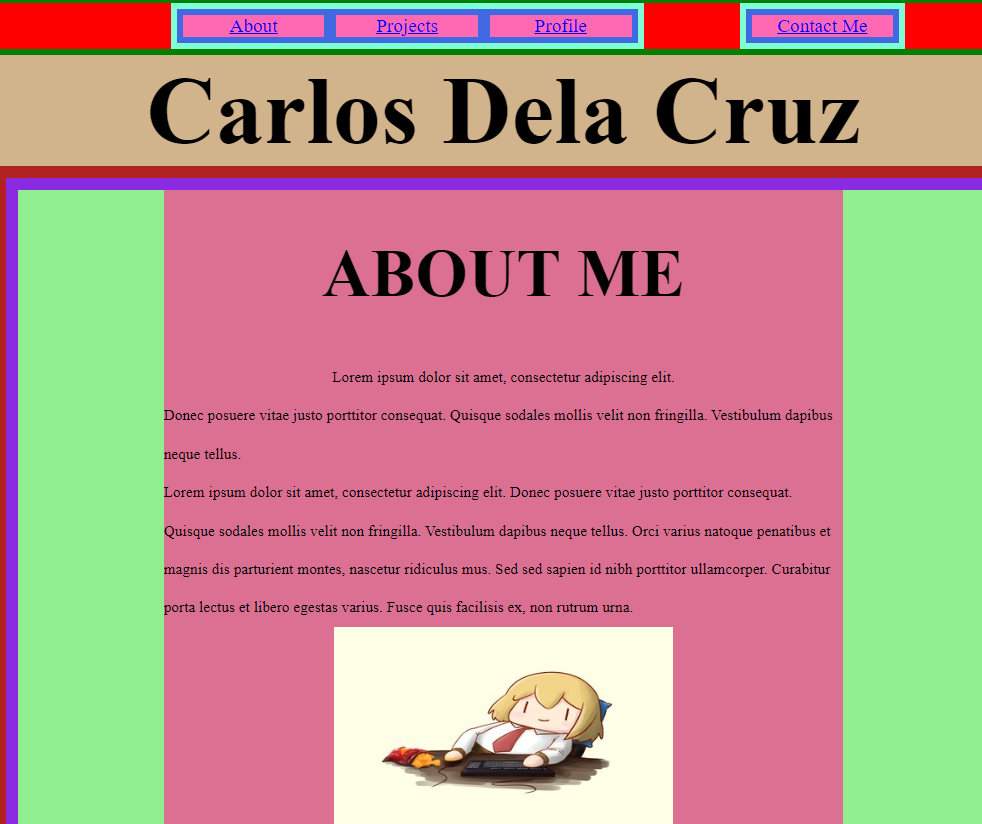 About Projects Profile Contact Me
Carlos Dela Cruz
ABOUT ME
Lorem ipsum dolor sit amet, consectetur adipiscing elit.
Donec posuere vitae justo porttitor consequat. Quisque sodales mollis velit non fringilla. Vestibulum dapibus
neque tellus.
Lorem ipsum dolor sit amet, consectetur adipiscing elit. Donec posuere vitae justo porttitor consequat.
Quisque sodales mollis velit non fringilla. Vestibulum dapibus neque tellus. Orci varius natoque penatibus et
magnis dis parturient montes, nascetur ridiculus mus. Sed sed sapien id nibh porttitor ullamcorper. Curabitur
porta lectus et libero egestas varius. Fusce quis facilisis ex, non rutrum urna.